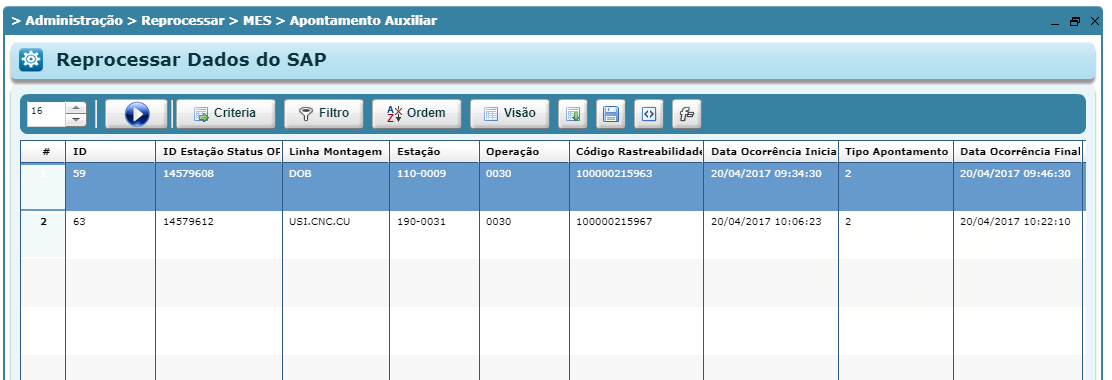 > Administração > Reprocessar > MES > Apontamento Auxiliar
Reprocessar Dados do SAP
16 Criteria Filtro Ordem Visão
# ID ID Estação Status OP Linha Montagem Estação Operação Código Rastreabilidade Data Ocorrência Inicia Tipo Apontamento Data Ocorrência Final
1 59 14579608 DOB 110-0009 0030 100000215963 20/04/2017 09:34:30 2 20/04/2017 09:46:30
2 63 14579612 USI.CNC.CU 190-0031 0030 100000215967 20/04/2017 10:06:23 2 20/04/2017 10:22:10